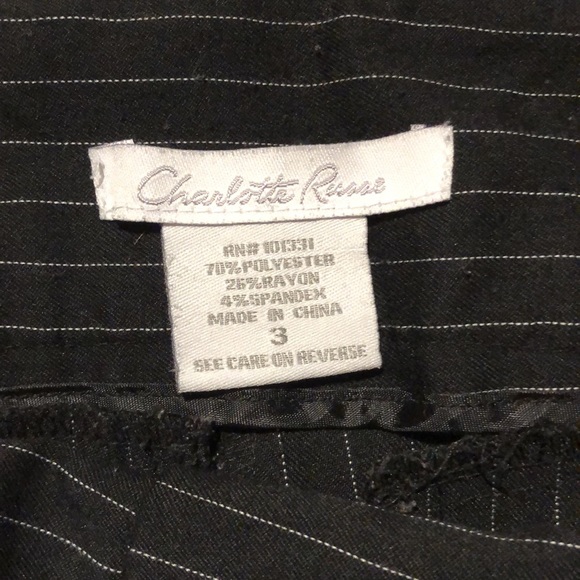 Charlotte Russe
RN# 101331
70%POLYESTER
26%RAYON
4%SPANDEX
MADE IN CHINA
3
SEE CARE ON REVERSE